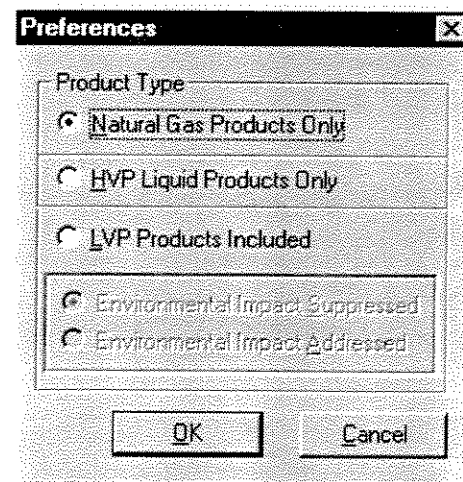 Preferences
Product Type
Natural Gas Products Only
HVP Liquid Products Only
LVP Products Included
Environmental Impact Suppressed
Environmental Impact Addressed
OK
Cancel